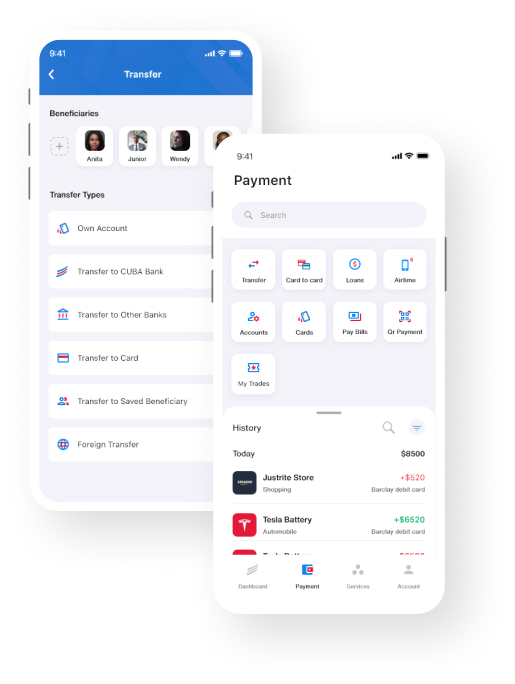 9:41
Transfer
Beneficiaries
Anita Junior Wendy
Transfer Types
Own Account
Transfer to CUBA Bank
Transfer to Other Banks
Transfer to Card
Transfer to Saved Beneficiary
Foreign Transfer
9:41
Payment
Search
Transfer Card to card Loans Airtime
Accounts Cards Pay Bills Qr Payment
My Trades
History
Today $8500
amazon
Justrite Store +$520
Shopping Barclay debit card
Tesla Battery +$6520
Automobile Barclay debit card
Dashboard Payment Services Account